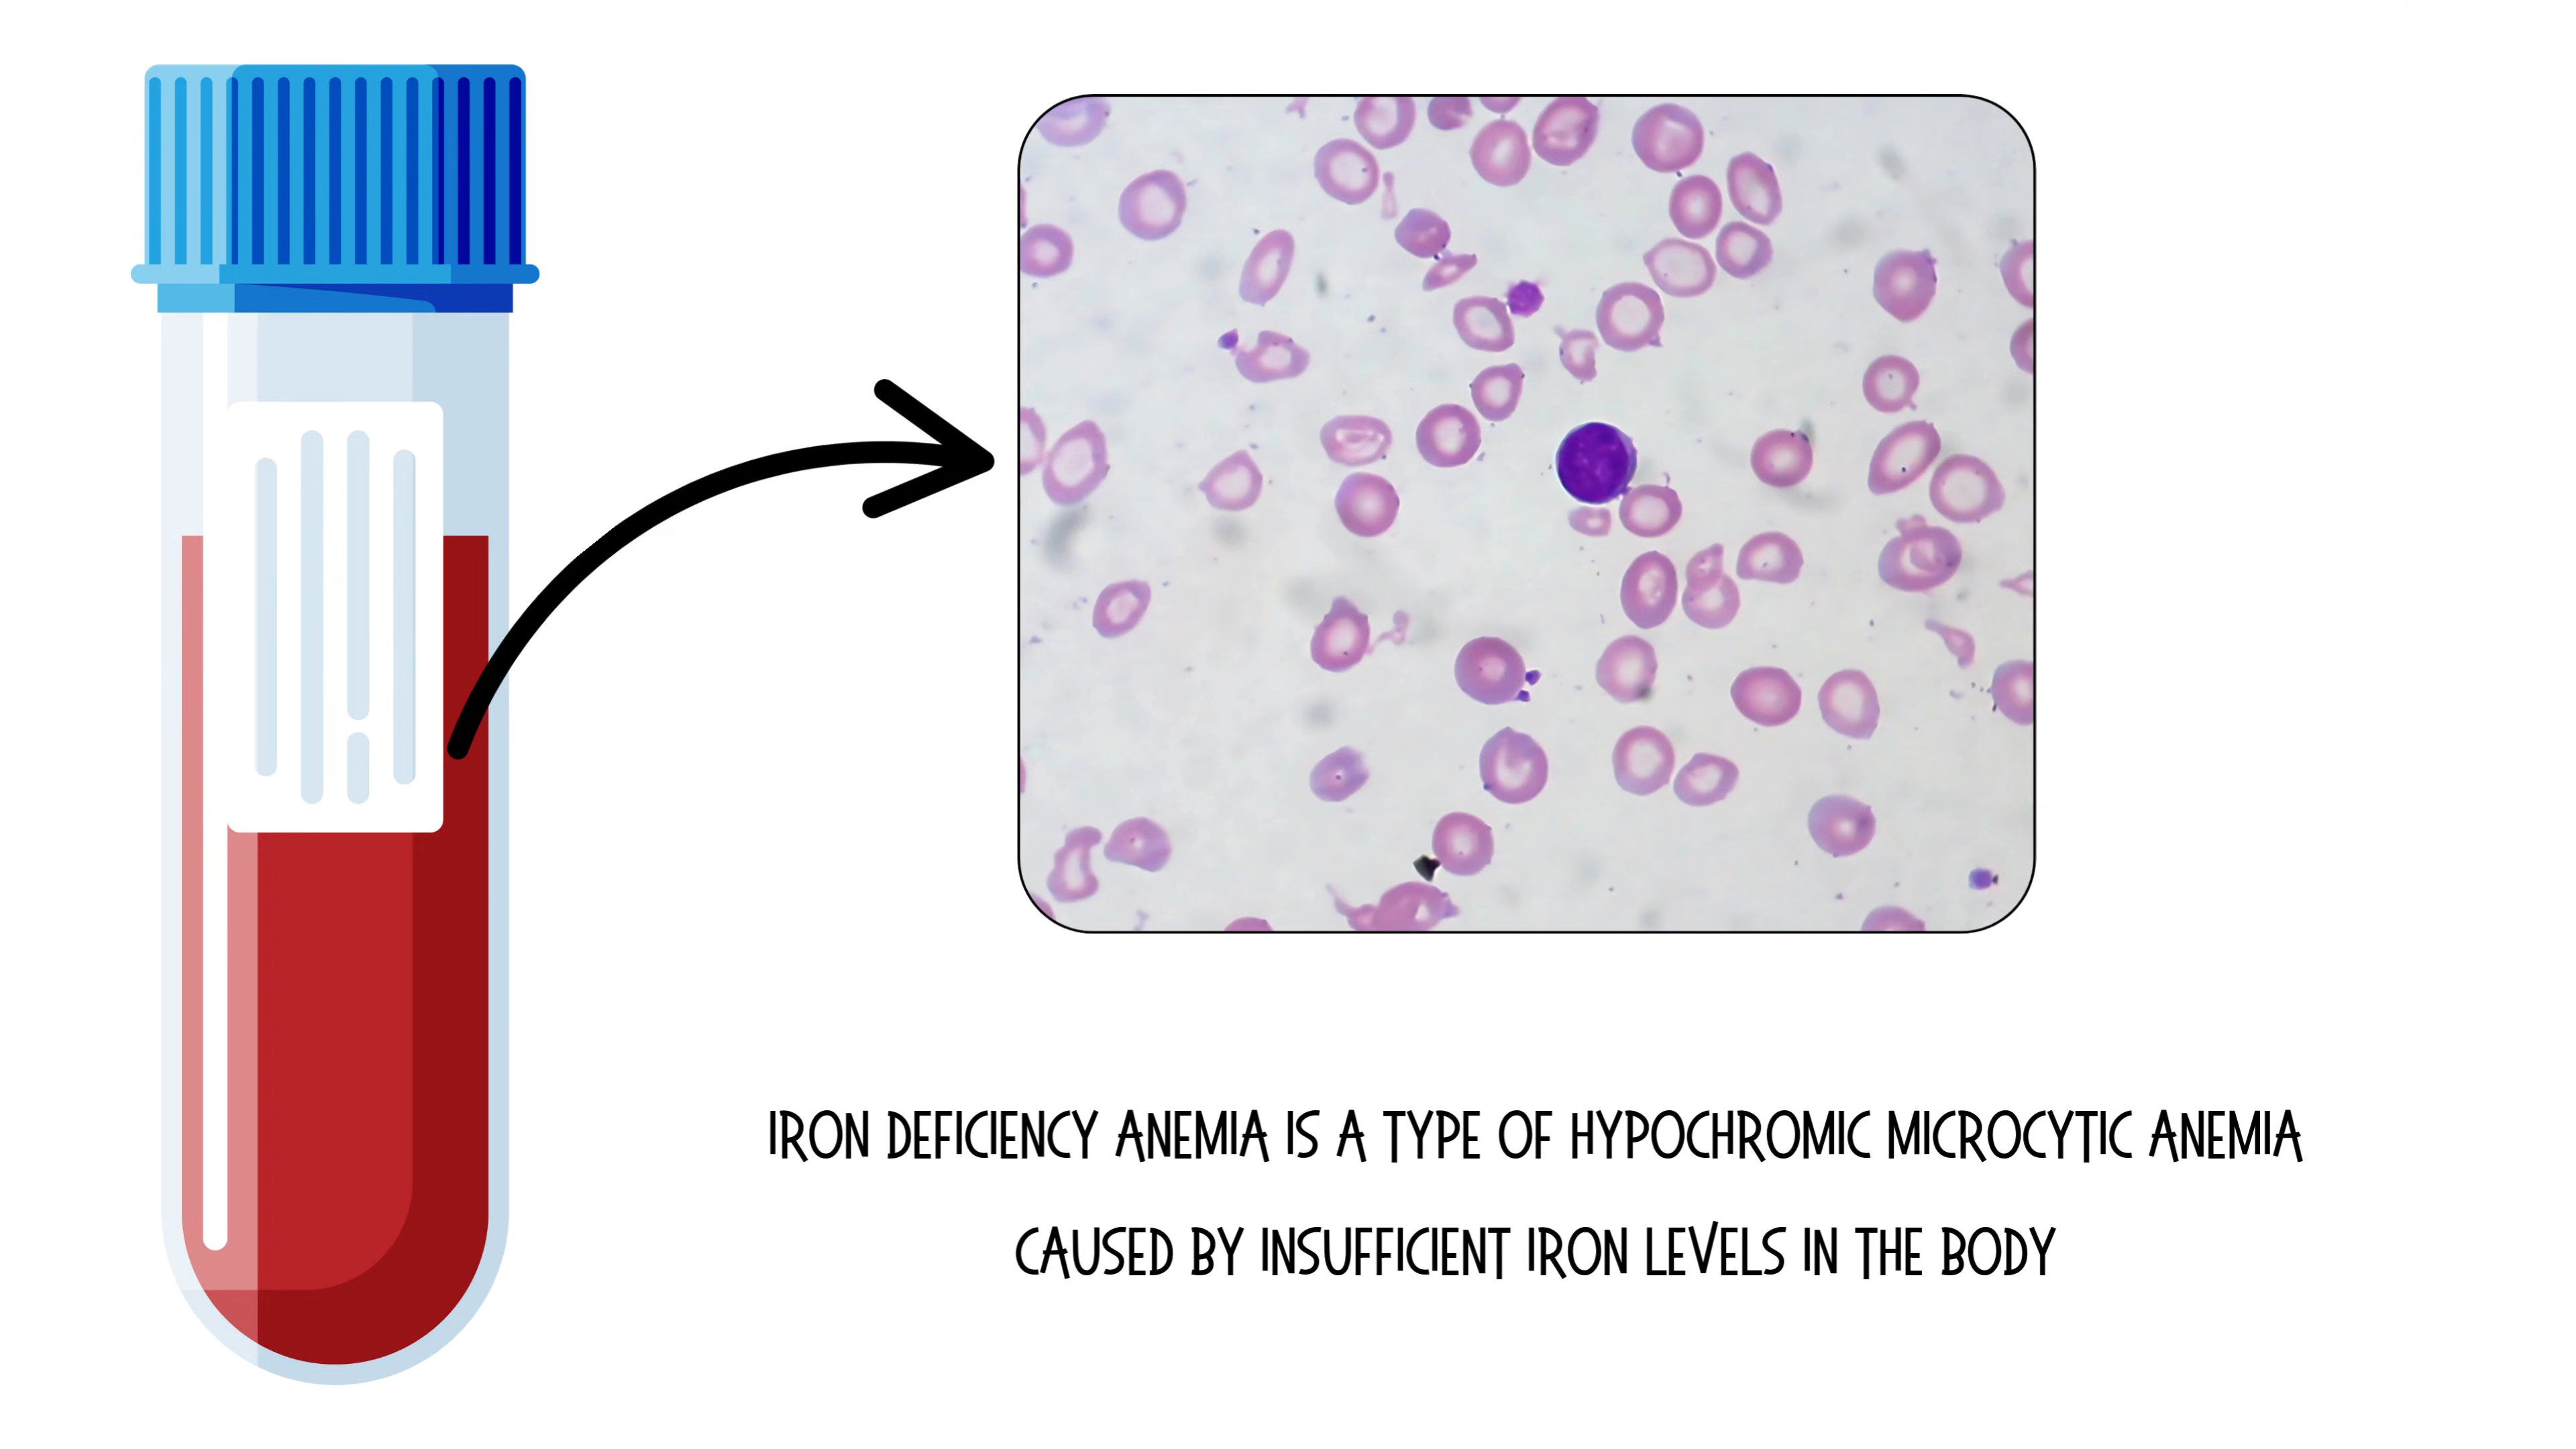 IRON DEFICIENCY ANEMIA IS A TYPE OF HYPOCHROMIC MICROCYTIC ANEMIA
CAUSED BY INSUFFICIENT IRON LEVELS IN THE BODY